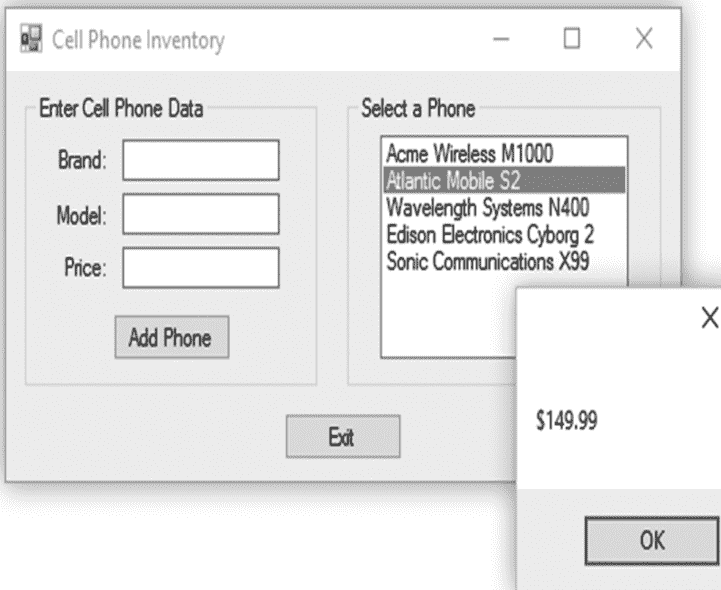 Cell Phone Inventory
Enter Cell Phone Data
Brand:
Model:
Price:
Add Phone
Select a Phone
Acme Wireless M1000
Atlantic Mobile S2
Wavelength Systems N400
Edison Electronics Cyborg 2
Sonic Communications X99
Exit
X
$149.99
OK